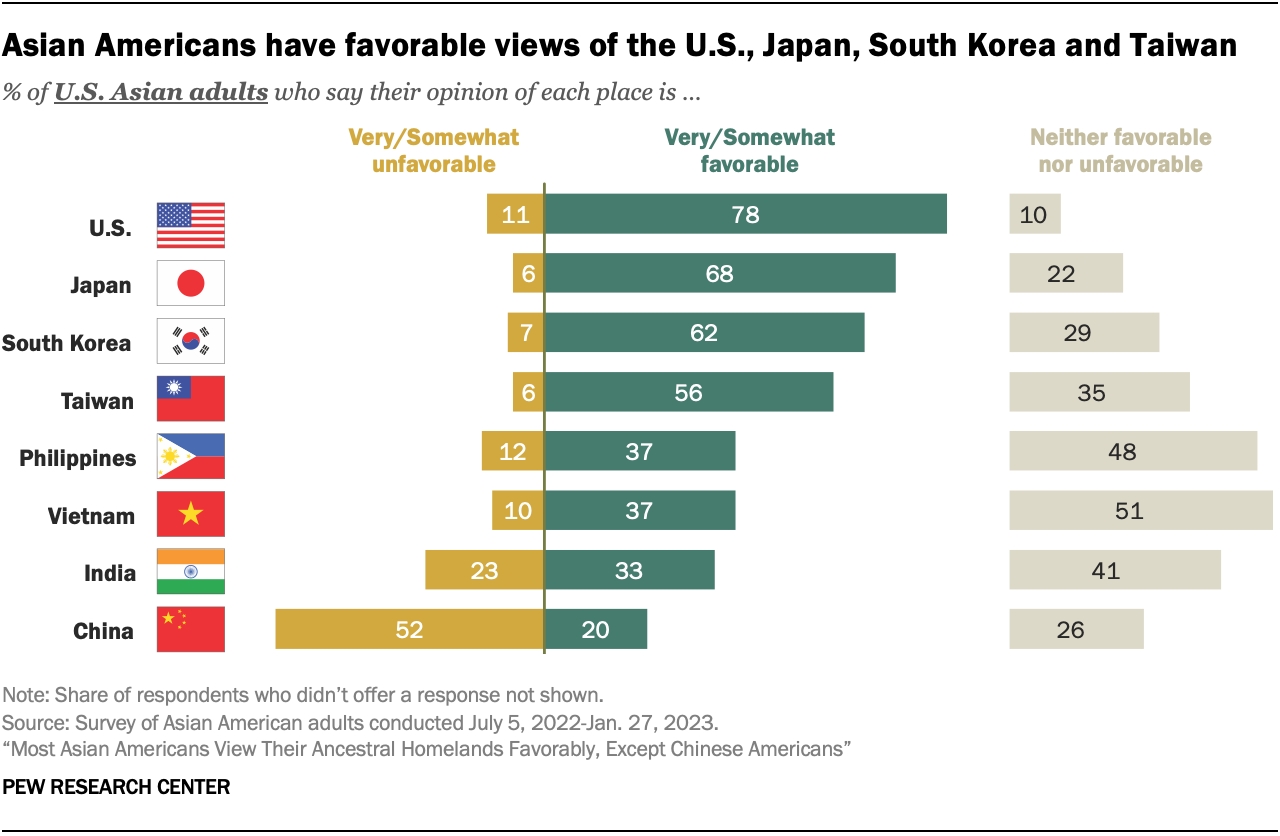 Asian Americans have favorable views of the U.S., Japan, South Korea and Taiwan
% of U.S. Asian adults who say their opinion of each place is ...
Very/Somewhat unfavorable
Very/Somewhat favorable
Neither favorable nor unfavorable
U.S. 11 78 10
Japan 6 68 22
South Korea 7 62 29
Taiwan 6 56 35
Philippines 12 37 48
Vietnam 10 37 51
India 23 33 41
China 52 20 26
Note: Share of respondents who didn’t offer a response not shown.
Source: Survey of Asian American adults conducted July 5, 2022-Jan. 27, 2023.
“Most Asian Americans View Their Ancestral Homelands Favorably, Except Chinese Americans”
PEW RESEARCH CENTER